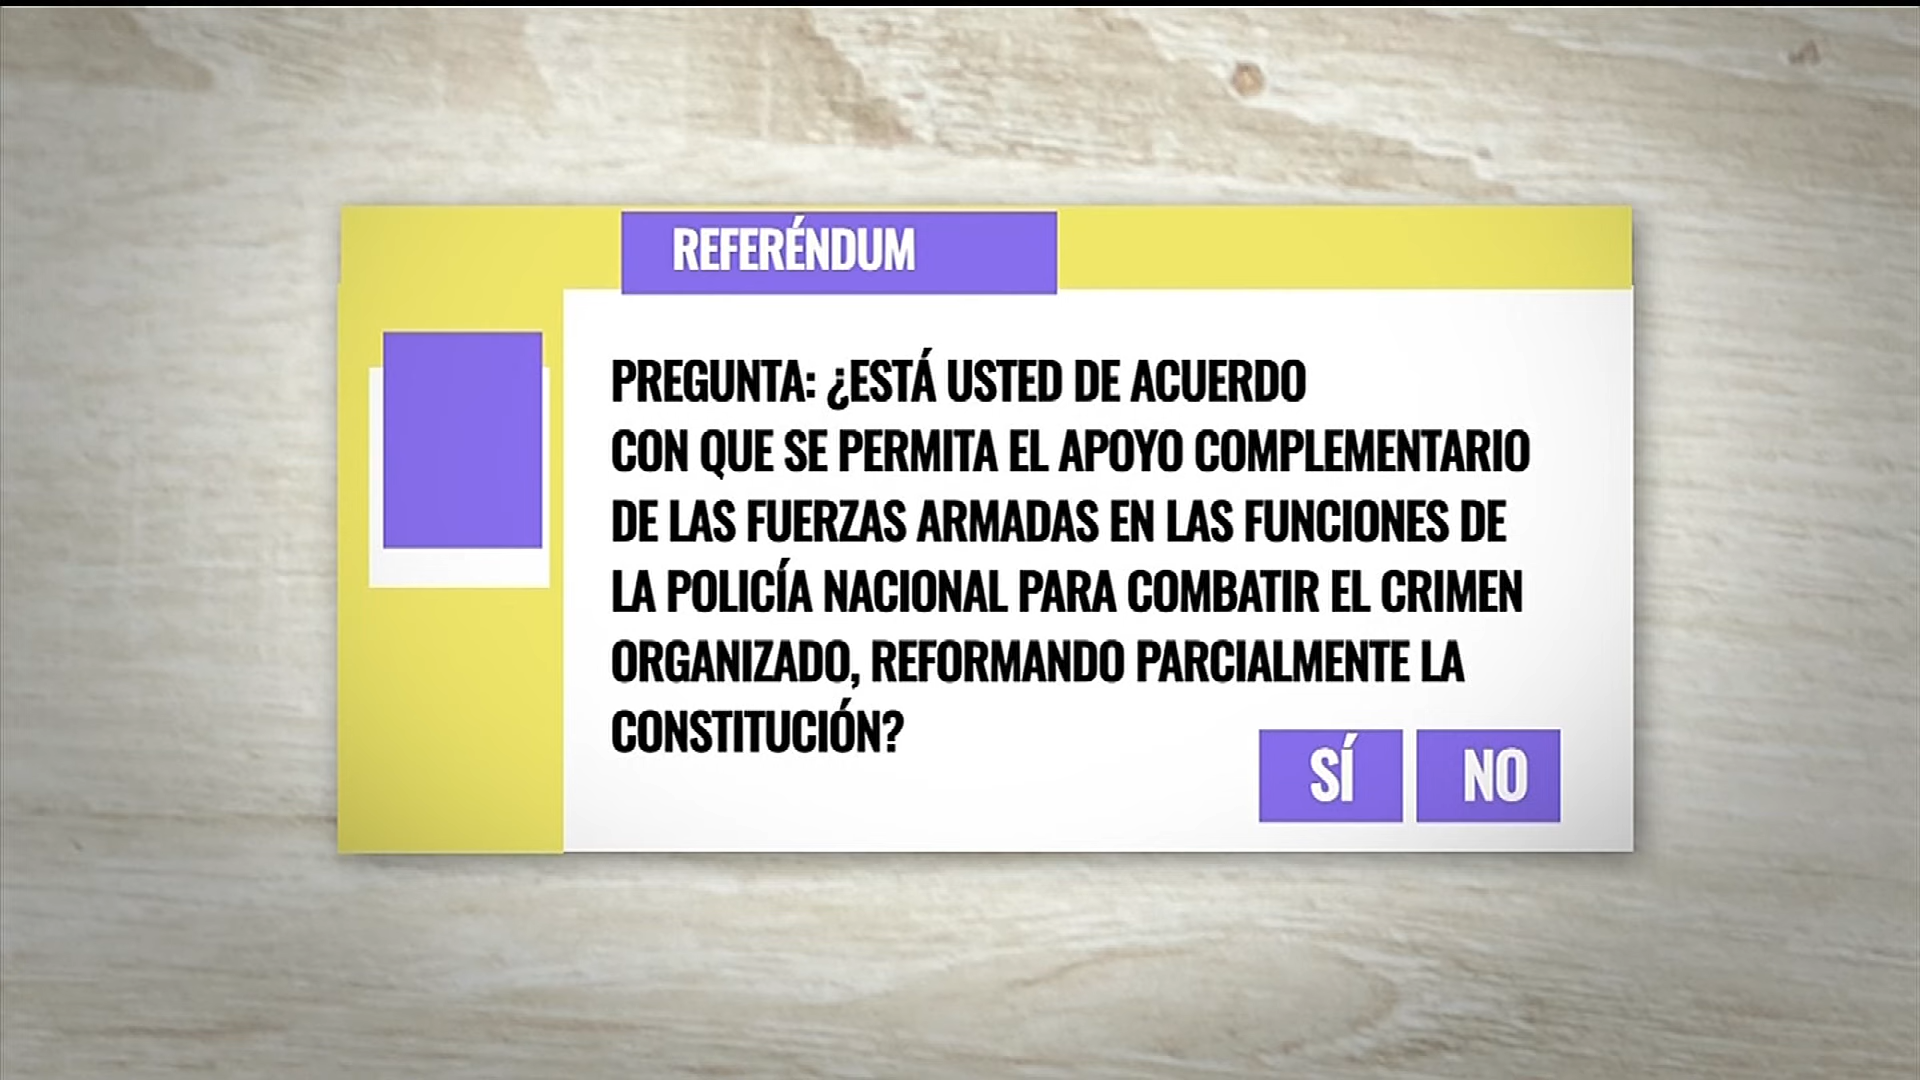 REFERÉNDUM
PREGUNTA: ¿ESTÁ USTED DE ACUERDO
CON QUE SE PERMITA EL APOYO COMPLEMENTARIO
DE LAS FUERZAS ARMADAS EN LAS FUNCIONES DE
LA POLICÍA NACIONAL PARA COMBATIR EL CRIMEN
ORGANIZADO, REFORMANDO PARCIALMENTE LA
CONSTITUCIÓN?
SÍ NO